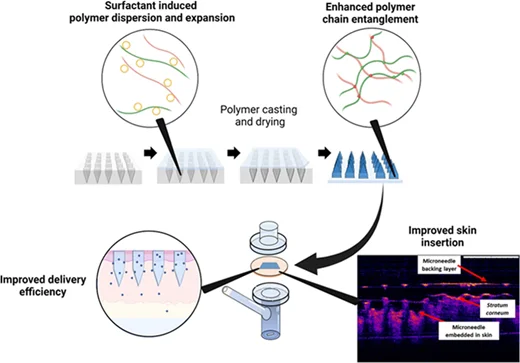 Surfactant induced
polymer dispersion and expansion
Enhanced polymer
chain entanglement
Polymer casting
and drying
Improved delivery
efficiency
Improved skin
insertion
Microneedle
backing layer
Stratum
corneum
Microneedle
embedded in skin